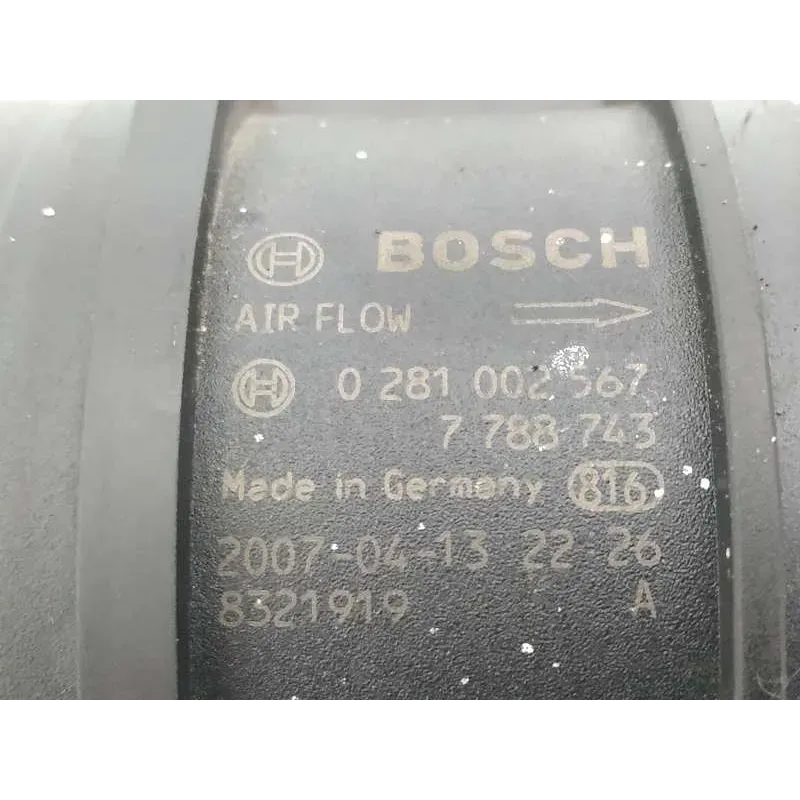 BOSCH
AIR FLOW
0 281 002 567
7 788 743
Made in Germany 816
2007-04-13 22 26
8321919 A